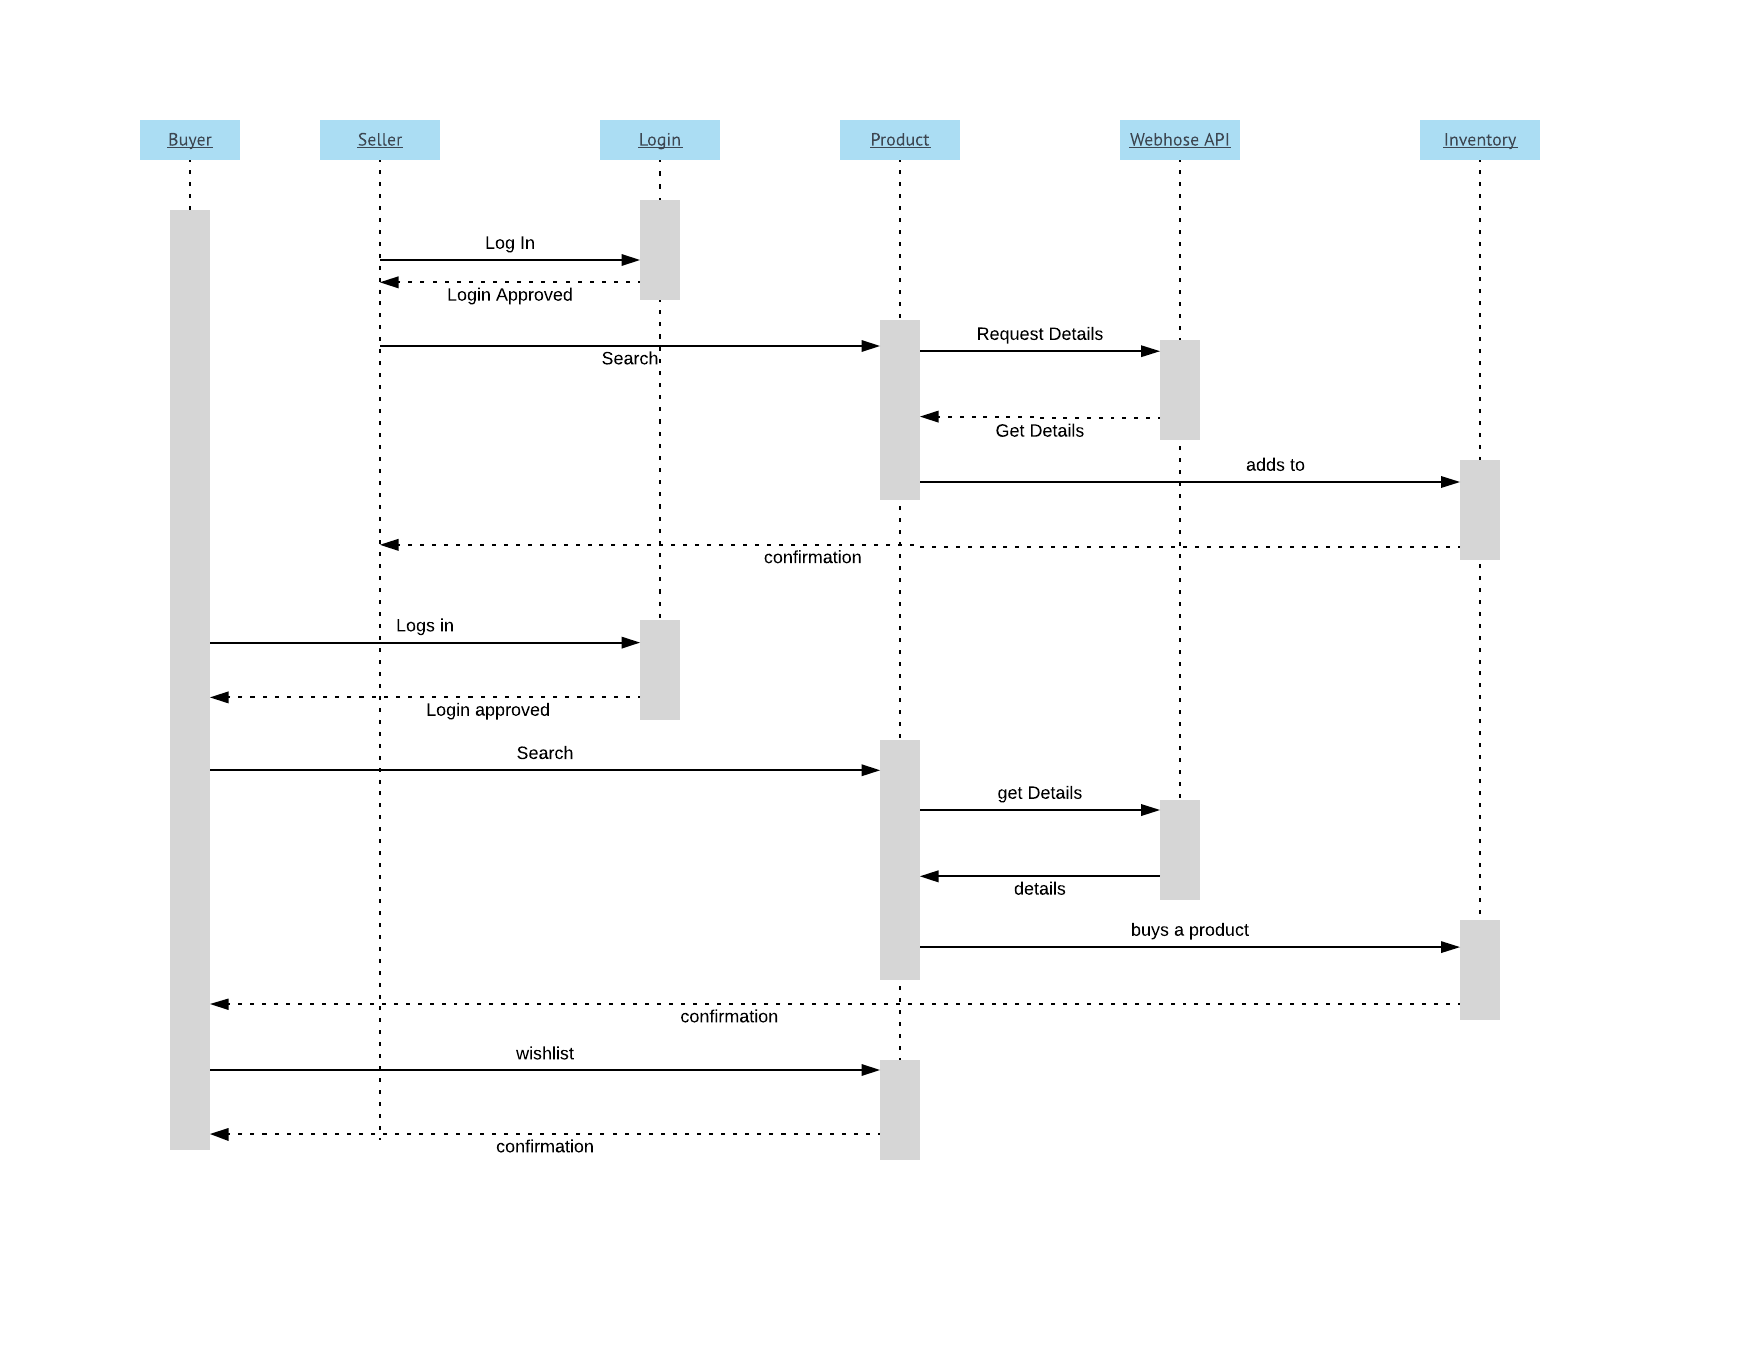 Buyer
Seller
Login
Product
Webhose API
Inventory
Log In
Login Approved
Request Details
Search
Get Details
adds to
confirmation
Logs in
Login approved
Search
get Details
details
buys a product
confirmation
wishlist
confirmation